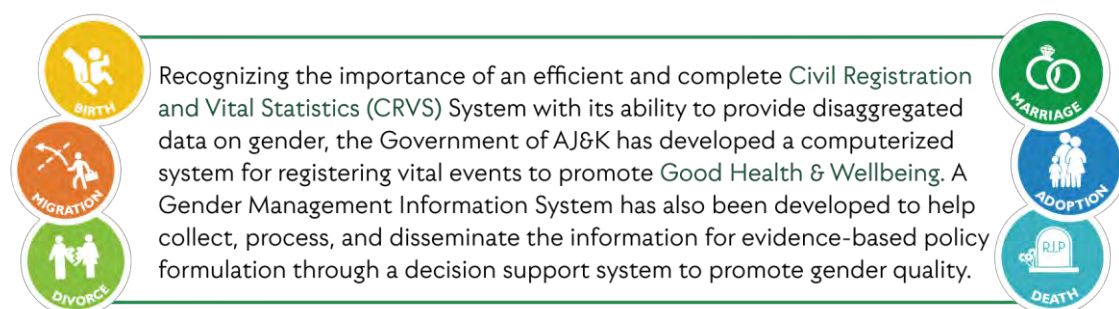 BIRTH
MIGRATION
DIVORCE
Recognizing the importance of an efficient and complete Civil Registration
and Vital Statistics (CRVS) System with its ability to provide disaggregated
data on gender, the Government of AJ&K has developed a computerized
system for registering vital events to promote Good Health & Wellbeing. A
Gender Management Information System has also been developed to help
collect, process, and disseminate the information for evidence-based policy
formulation through a decision support system to promote gender quality.
MARRIAGE
ADOPTION
R.I.P
DEATH